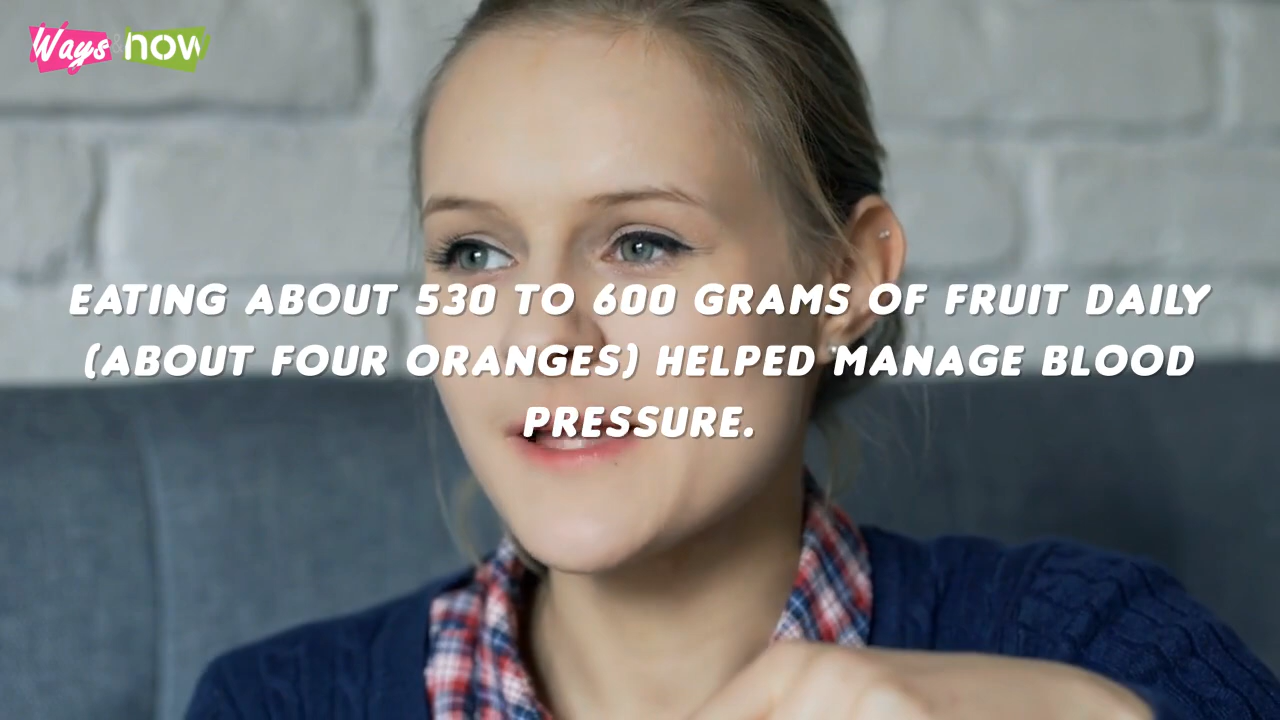 Ways & now
EATING ABOUT 530 TO 600 GRAMS OF FRUIT DAILY
(ABOUT FOUR ORANGES) HELPED MANAGE BLOOD
PRESSURE.